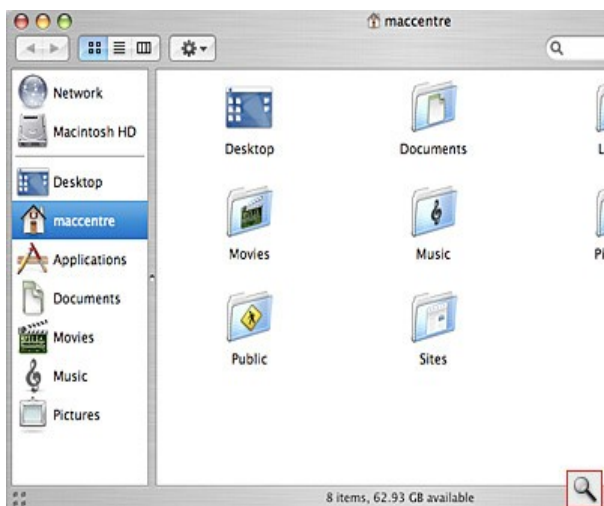 maccentre
Network
Macintosh HD
Desktop
maccentre
Applications
Documents
Movies
Music
Pictures
Desktop
Documents
L
Movies
Music
Pi
Public
Sites
8 items, 62.93 GB available